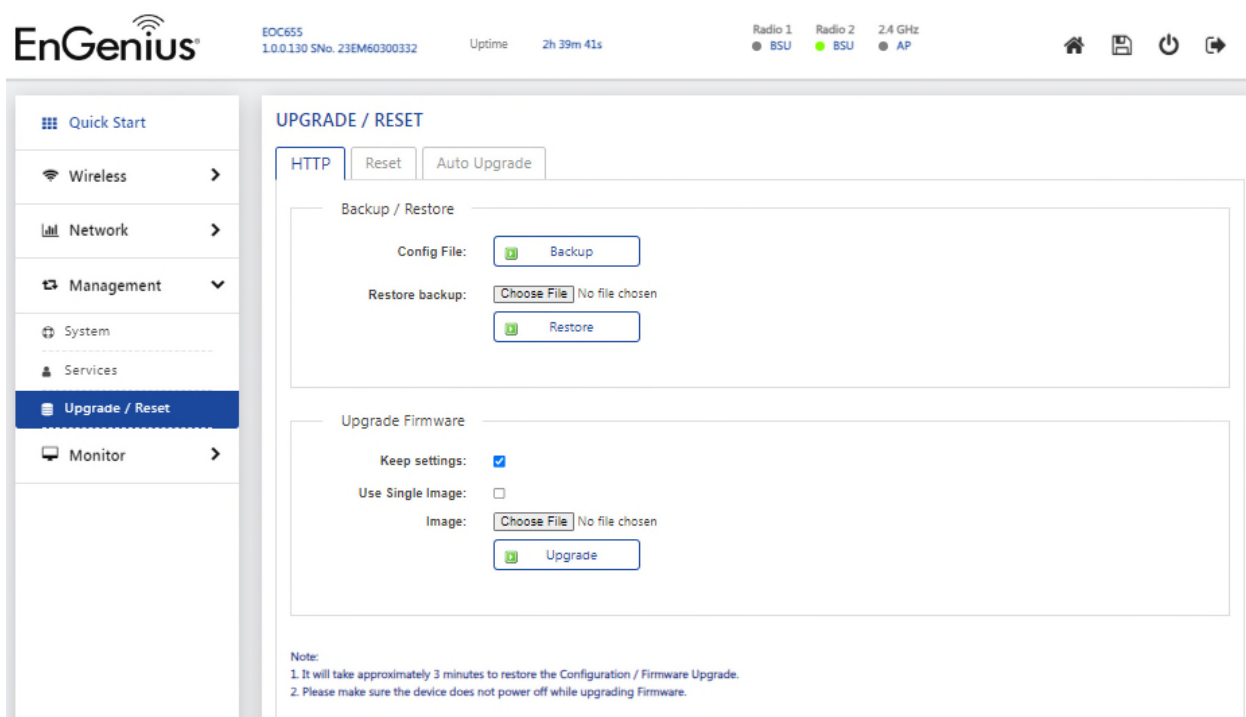 EnGenius
EOC655
1.0.0.130 SNo. 23EM60300332
Uptime 2h 39m 41s
Radio 1 Radio 2 2.4 GHz
BSU BSU AP
Quick Start
Wireless
Network
Management
System
Services
Upgrade / Reset
Monitor
UPGRADE / RESET
HTTP Reset Auto Upgrade
Backup / Restore
Config File: Backup
Restore backup: Choose File No file chosen
Restore
Upgrade Firmware
Keep settings:
Use Single Image:
Image: Choose File No file chosen
Upgrade
Note:
1. It will take approximately 3 minutes to restore the Configuration / Firmware Upgrade.
2. Please make sure the device does not power off while upgrading Firmware.